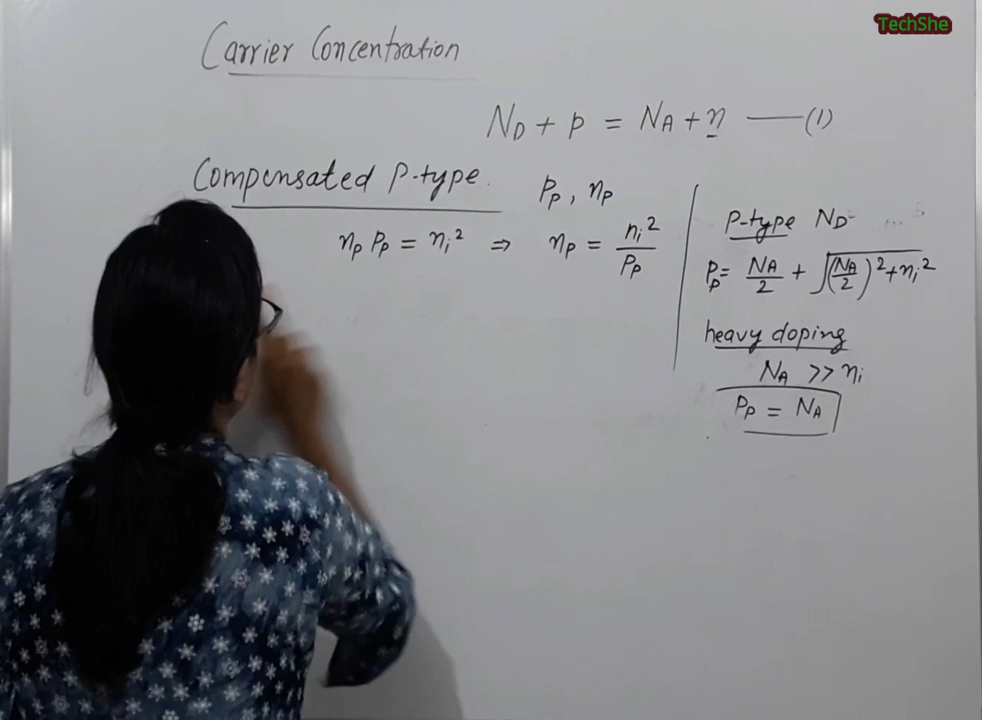 TechShe
Carrier Concentration
N_D + p = N_A + n —(1)
Compensated P-type.
P_p, n_p
n_p P_p = n_i² ⇒ n_p = n_i²/P_p
P-type N_D
P_p = N_A/2 + √((N_A/2)² + n_i²)
heavy doping
N_A >> n_i
P_p = N_A